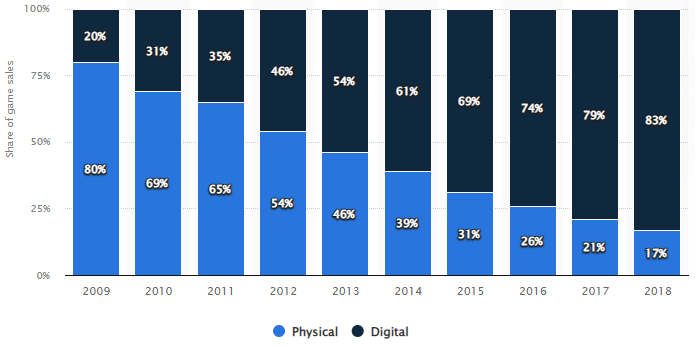 100%
20% 31% 35% 46% 54% 61% 69% 74% 79% 83%
75%
Share of game sales
50%
80% 69% 65% 54% 46% 39% 31% 26% 21% 17%
25%
0%
2009 2010 2011 2012 2013 2014 2015 2016 2017 2018
Physical Digital